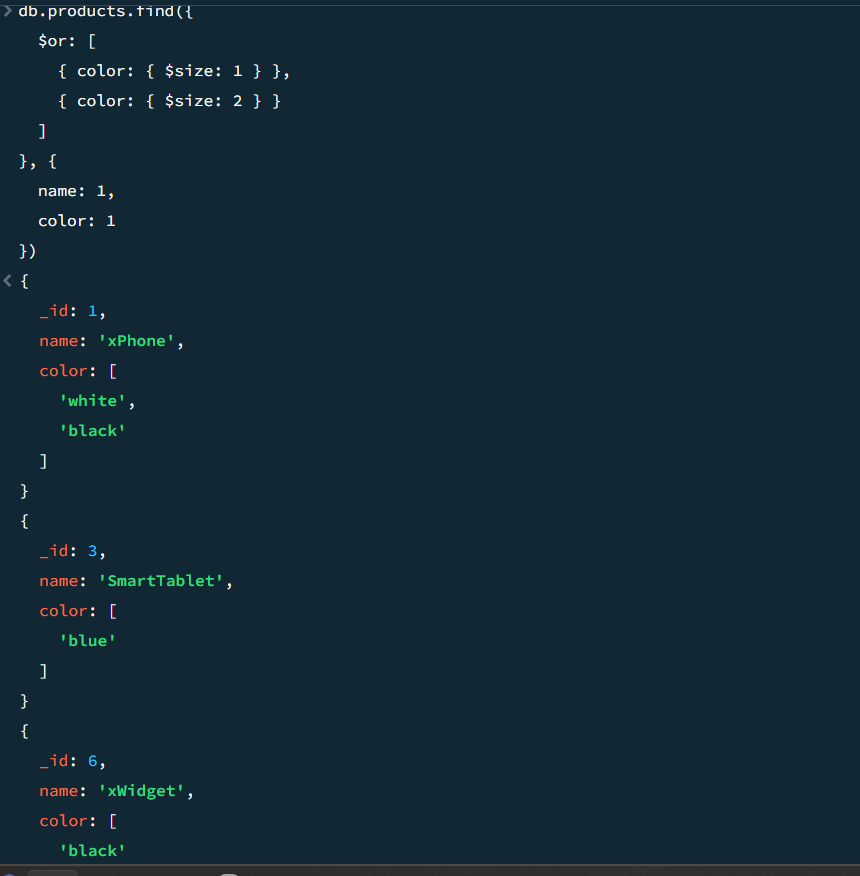 > db.products.find({
$or: [
{ color: { $size: 1 } },
{ color: { $size: 2 } }
]
}, {
name: 1,
color: 1
})
< {
_id: 1,
name: 'xPhone',
color: [
'white',
'black'
]
}
{
_id: 3,
name: 'SmartTablet',
color: [
'blue'
]
}
{
_id: 6,
name: 'xWidget',
color: [
'black'